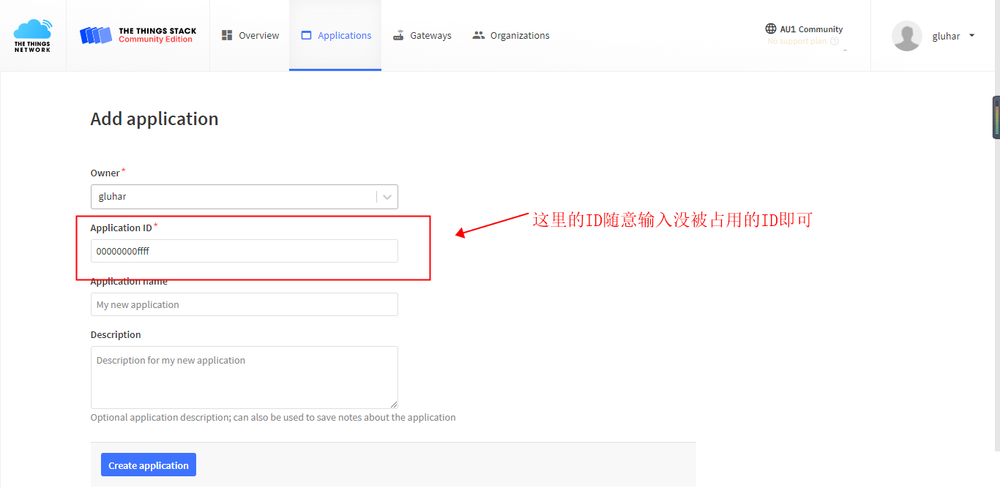 THE THINGS NETWORK
THE THINGS STACK
Community Edition
Overview
Applications
Gateways
Organizations
AU1 Community
No support plan ?
gluhar
Add application
Owner*
gluhar
Application ID*
00000000ffff
这里的ID随意输入没被占用的ID即可
Application name
My new application
Description
Description for my new application
Optional application description; can also be used to save notes about the application
Create application